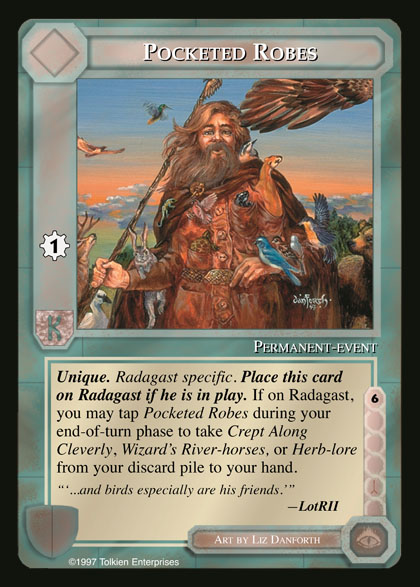 Pocketed Robes
1
Danforth
Permanent-event
Unique. Radagast specific. Place this card
on Radagast if he is in play. If on Radagast,
you may tap Pocketed Robes during your
end-of-turn phase to take Crept Along
Cleverly, Wizard's River-horses, or Herb-lore
from your discard pile to your hand.
6
"'...and birds especially are his friends.'"
—LotRII
Art by Liz Danforth
©1997 Tolkien Enterprises